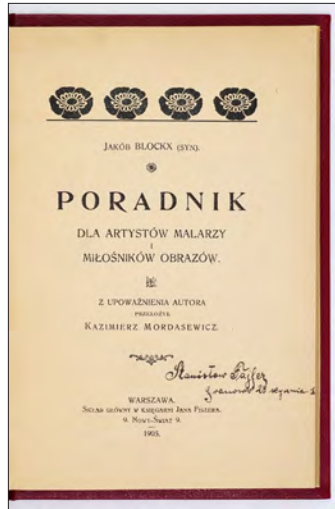 JAKÓB BLOCKX (SYN).
PORADNIK
DLA ARTYSTÓW MALARZY
I
MIŁOŚNIKÓW OBRAZÓW.
Z UPOWAŻNIENIA AUTORA
PRZEŁOŻYŁ
KAZIMIERZ MORDASEWICZ.
Stanisław
WARSZAWA.
SKŁAD GŁÓWNY W KSIĘGARNI JANA FISZERA.
9. NOWY-ŚWIAT 9.
1905.